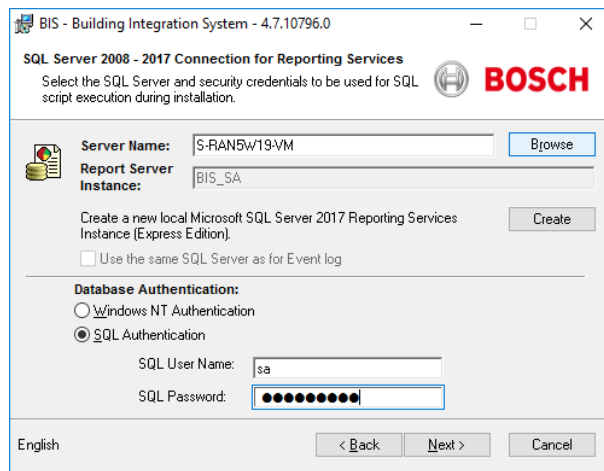 BIS - Building Integration System - 4.7.10796.0
SQL Server 2008 - 2017 Connection for Reporting Services
Select the SQL Server and security credentials to be used for SQL
script execution during installation.
BOSCH
Server Name: S-RAN5W19-VM Browse
Report Server
Instance: BIS_SA
Create a new local Microsoft SQL Server 2017 Reporting Services
Instance (Express Edition). Create
Use the same SQL Server as for Event log
Database Authentication:
Windows NT Authentication
SQL Authentication
SQL User Name: sa
SQL Password: ●●●●●●●●●
English < Back Next > Cancel